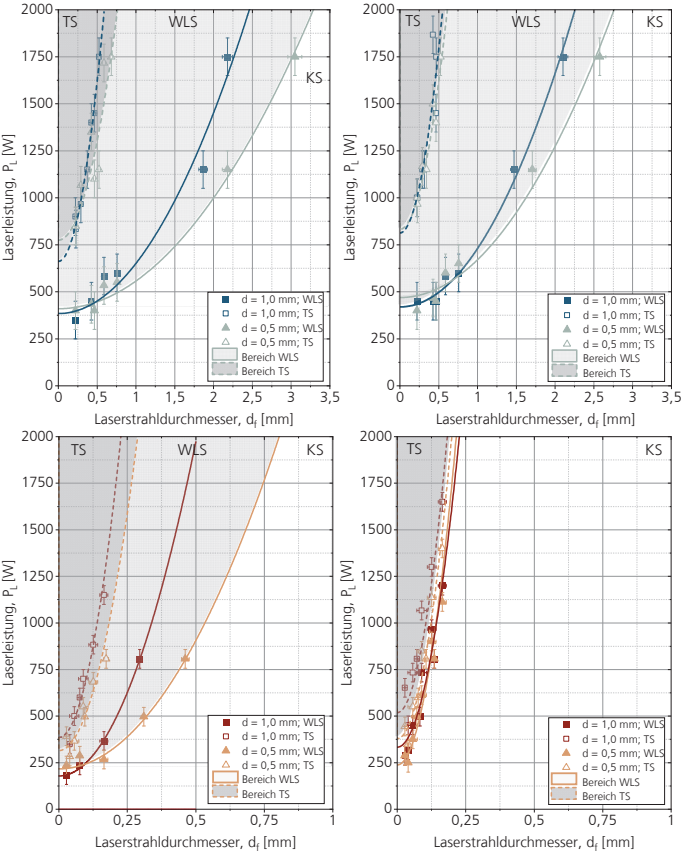 2000
1750
1500
1250
1000
750
500
250
0
Laserleistung, P_L [W]
TS
WLS
KS
d = 1,0 mm; WLS
d = 1,0 mm; TS
d = 0,5 mm; WLS
d = 0,5 mm; TS
Bereich WLS
Bereich TS
0 0,5 1 1,5 2 2,5 3 3,5
Laserstrahldurchmesser, d_f [mm]
2000
1750
1500
1250
1000
750
500
250
0
Laserleistung, P_L [W]
TS
WLS
KS
d = 1,0 mm; WLS
d = 1,0 mm; TS
d = 0,5 mm; WLS
d = 0,5 mm; TS
Bereich WLS
Bereich TS
0 0,5 1 1,5 2 2,5 3 3,5
Laserstrahldurchmesser, d_f [mm]
2000
1750
1500
1250
1000
750
500
250
0
Laserleistung, P_L [W]
TS
WLS
KS
d = 1,0 mm; WLS
d = 1,0 mm; TS
d = 0,5 mm; WLS
d = 0,5 mm; TS
Bereich WLS
Bereich TS
0 0,25 0,5 0,75 1
Laserstrahldurchmesser, d_f [mm]
2000
1750
1500
1250
1000
750
500
250
0
Laserleistung, P_L [W]
TS
KS
d = 1,0 mm; WLS
d = 1,0 mm; TS
d = 0,5 mm; WLS
d = 0,5 mm; TS
Bereich WLS
Bereich TS
0 0,25 0,5 0,75 1
Laserstrahldurchmesser, d_f [mm]